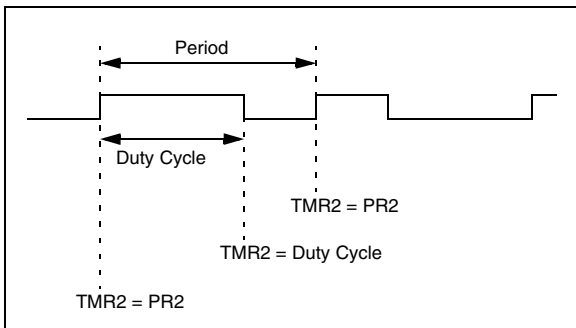 Period
Duty Cycle
TMR2 = PR2
TMR2 = Duty Cycle
TMR2 = PR2